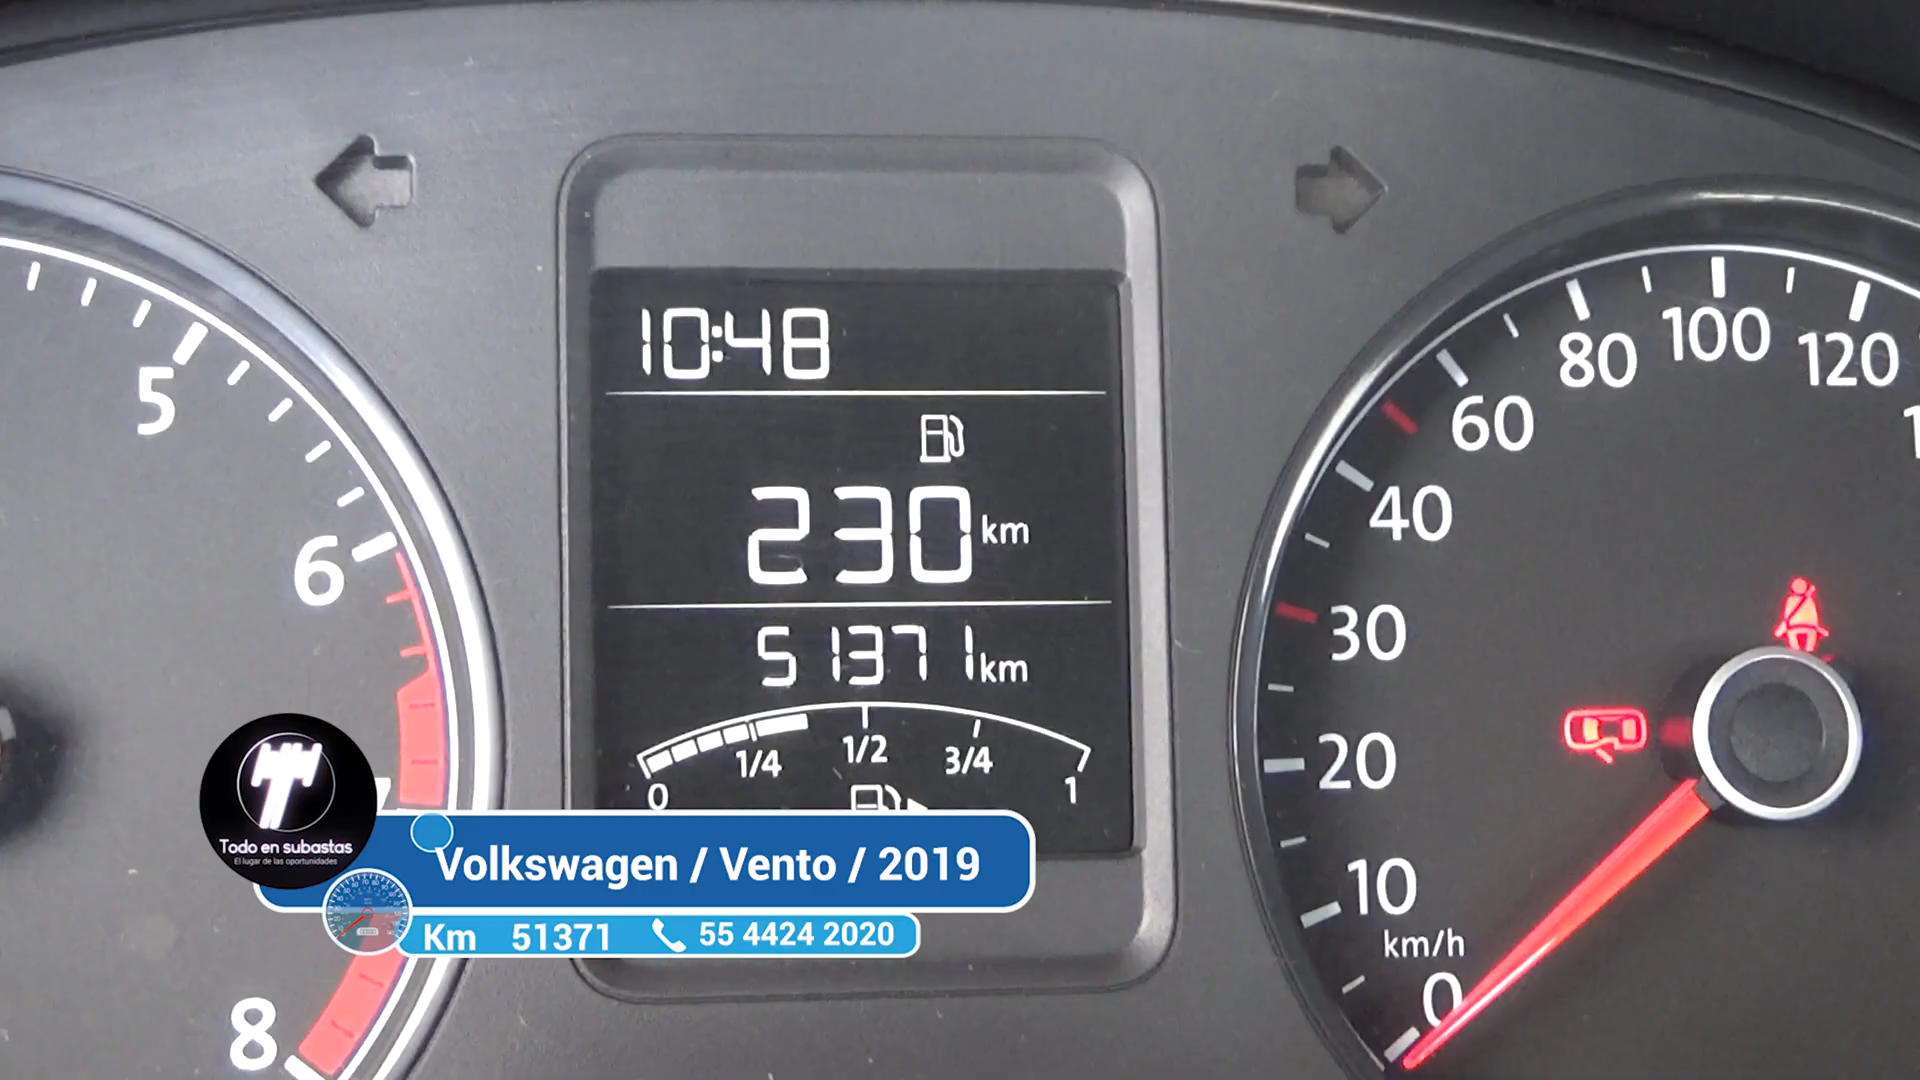 10:48
230 km
51371 km
0 1/4 1/2 3/4 1
5
6
8
10
20
30
40
60
80
100
120
km/h
0
Todo en subastas
El lugar de las oportunidades
Volkswagen / Vento / 2019
Km 51371 55 4424 2020